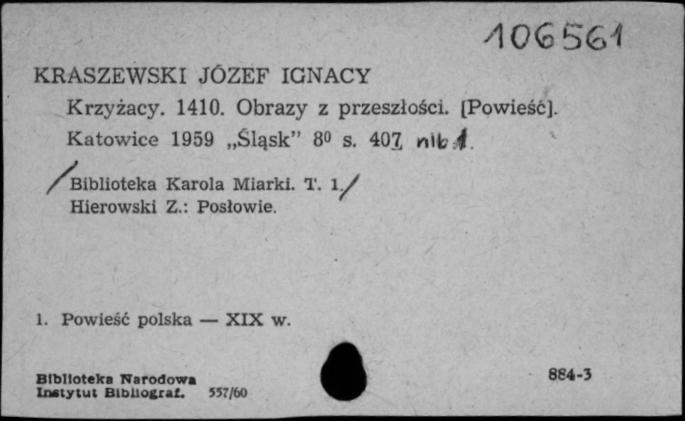 106561
KRASZEWSKI JÓZEF IGNACY
Krzyżacy. 1410. Obrazy z przeszłości. [Powieść].
Katowice 1959 „Śląsk” 8⁰ s. 407, nlb 1.
/Biblioteka Karola Miarki. T. 1./
Hierowski Z.: Posłowie.
1. Powieść polska — XIX w.
884-3
Biblioteka Narodowa
Instytut Bibliograf. 557/60